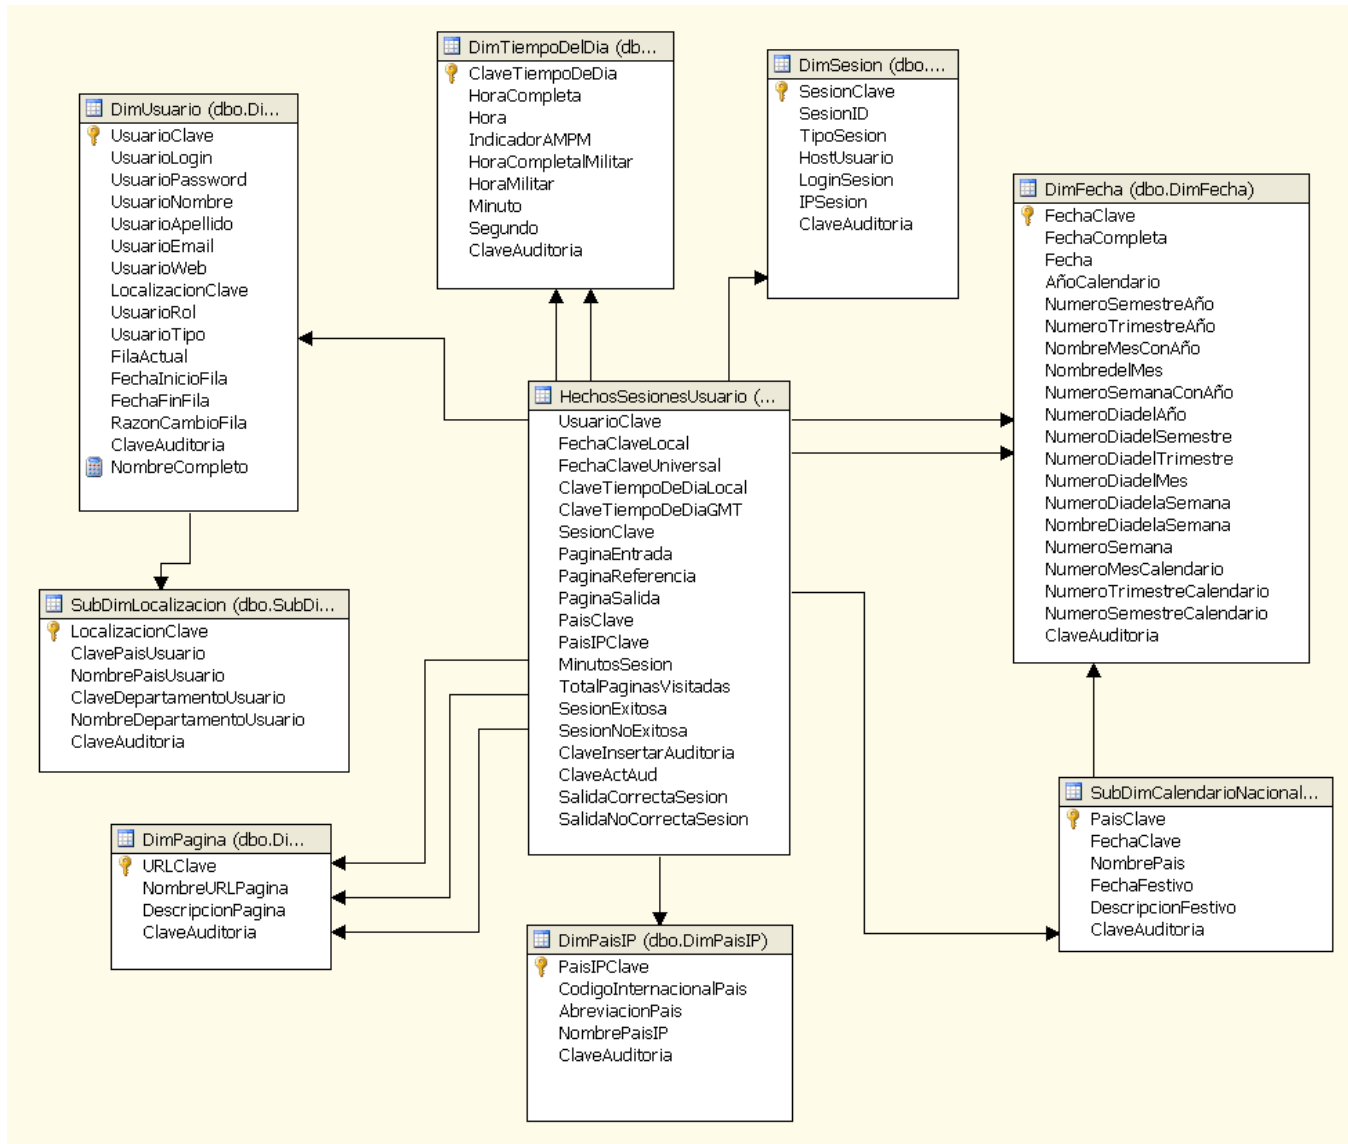 DimTiempoDelDia (db...
ClaveTiempoDeDia
HoraCompleta
Hora
IndicadorAMPM
HoraCompletalMilitar
HoraMilitar
Minuto
Segundo
ClaveAuditoria
DimSesion (dbo....
SesionClave
SesionID
TipoSesion
HostUsuario
LoginSesion
IPSesion
ClaveAuditoria
DimUsuario (dbo.Di...
UsuarioClave
UsuarioLogin
UsuarioPassword
UsuarioNombre
UsuarioApellido
UsuarioEmail
UsuarioWeb
LocalizacionClave
UsuarioRol
UsuarioTipo
FilaActual
FechaInicioFila
FechaFinFila
RazonCambioFila
ClaveAuditoria
NombreCompleto
DimFecha (dbo.DimFecha)
FechaClave
FechaCompleta
Fecha
AñoCalendario
NumeroSemestreAño
NumeroTrimestreAño
NombreMesConAño
NombredelMes
NumeroSemanaConAño
NumeroDiadelAño
NumeroDiadelSemestre
NumeroDiadelTrimestre
NumeroDiadelMes
NumeroDiadelaSemana
NombreDiadelaSemana
NumeroSemana
NumeroMesCalendario
NumeroTrimestreCalendario
NumeroSemestreCalendario
ClaveAuditoria
HechosSesionesUsuario (...
UsuarioClave
FechaClaveLocal
FechaClaveUniversal
ClaveTiempoDeDiaLocal
ClaveTiempoDeDiaGMT
SesionClave
PaginaEntrada
PaginaReferencia
PaginaSalida
PaisClave
PaisIPClave
MinutosSesion
TotalPaginasVisitadas
SesionExitosa
SesionNoExitosa
ClaveInsertarAuditoria
ClaveActAud
SalidaCorrectaSesion
SalidaNoCorrectaSesion
SubDimLocalizacion (dbo.SubDi...
LocalizacionClave
ClavePaisUsuario
NombrePaisUsuario
ClaveDepartamentoUsuario
NombreDepartamentoUsuario
ClaveAuditoria
SubDimCalendarioNacional...
PaisClave
FechaClave
NombrePais
FechaFestivo
DescripcionFestivo
ClaveAuditoria
DimPagina (dbo.Di...
URLClave
NombreURLPagina
DescripcionPagina
ClaveAuditoria
DimPaisIP (dbo.DimPaisIP)
PaisIPClave
CodigoInternacionalPais
AbreviacionPais
NombrePaisIP
ClaveAuditoria